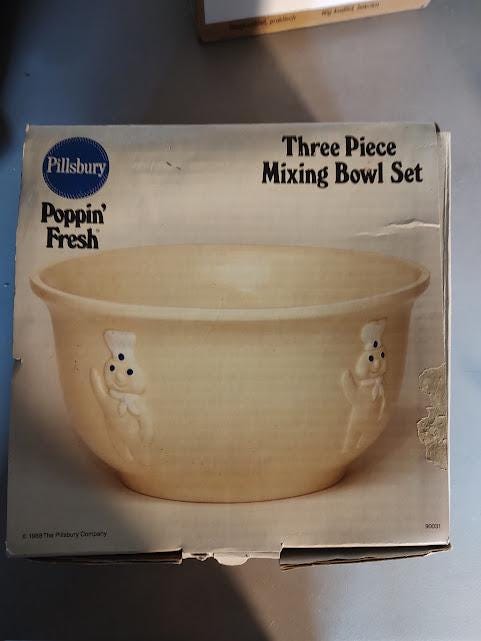 Pillsbury
Poppin'
Fresh
Three Piece
Mixing Bowl Set
© 1988 The Pillsbury Company
90031